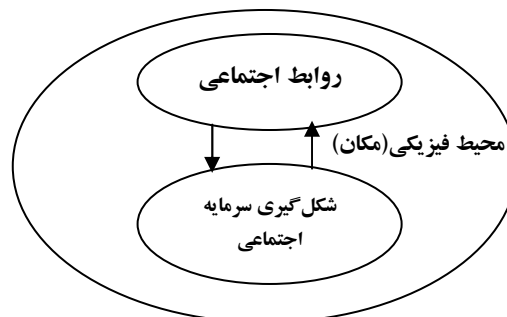 روابط اجتماعی
محیط فیزیکی(مکان)
شکل‌گیری سرمایه
اجتماعی